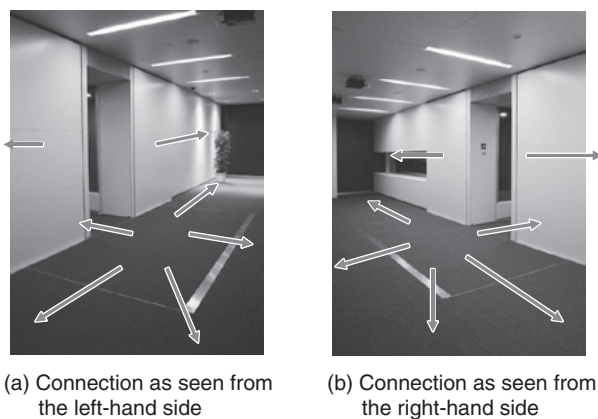 (a) Connection as seen from
the left-hand side
(b) Connection as seen from
the right-hand side